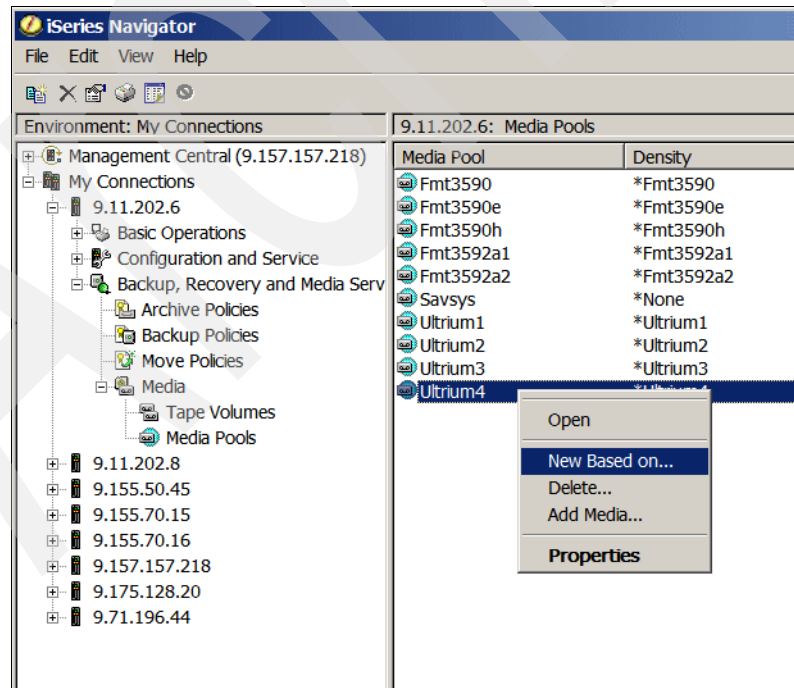 iSeries Navigator
File Edit View Help
Environment: My Connections
9.11.202.6: Media Pools
Management Central (9.157.157.218)
My Connections
9.11.202.6
Basic Operations
Configuration and Service
Backup, Recovery and Media Serv
Archive Policies
Backup Policies
Move Policies
Media
Tape Volumes
Media Pools
9.11.202.8
9.155.50.45
9.155.70.15
9.155.70.16
9.157.157.218
9.175.128.20
9.71.196.44
Media Pool Density
Fmt3590 *Fmt3590
Fmt3590e *Fmt3590e
Fmt3590h *Fmt3590h
Fmt3592a1 *Fmt3592a1
Fmt3592a2 *Fmt3592a2
Savsys *None
Ultrium1 *Ultrium1
Ultrium2 *Ultrium2
Ultrium3 *Ultrium3
Ultrium4 *Ultrium4
Open
New Based on...
Delete...
Add Media...
Properties